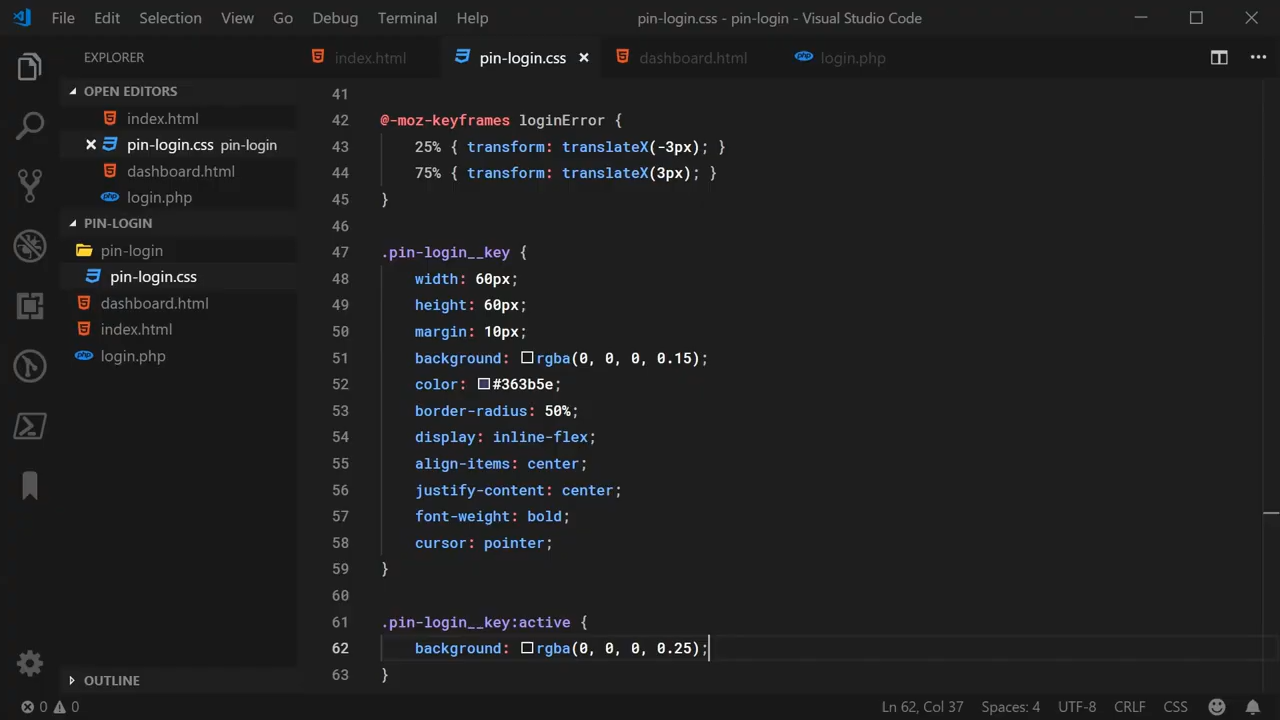 File Edit Selection View Go Debug Terminal Help pin-login.css - pin-login - Visual Studio Code
EXPLORER
OPEN EDITORS
index.html
pin-login.css pin-login
dashboard.html
login.php
PIN-LOGIN
pin-login
pin-login.css
dashboard.html
index.html
login.php
OUTLINE
index.html pin-login.css dashboard.html login.php
41
42 @-moz-keyframes loginError {
43 25% { transform: translateX(-3px); }
44 75% { transform: translateX(3px); }
45 }
46
47 .pin-login__key {
48 width: 60px;
49 height: 60px;
50 margin: 10px;
51 background: rgba(0, 0, 0, 0.15);
52 color: #363b5e;
53 border-radius: 50%;
54 display: inline-flex;
55 align-items: center;
56 justify-content: center;
57 font-weight: bold;
58 cursor: pointer;
59 }
60
61 .pin-login__key:active {
62 background: rgba(0, 0, 0, 0.25);
63 }
0 0 Ln 62, Col 37 Spaces: 4 UTF-8 CRLF CSS